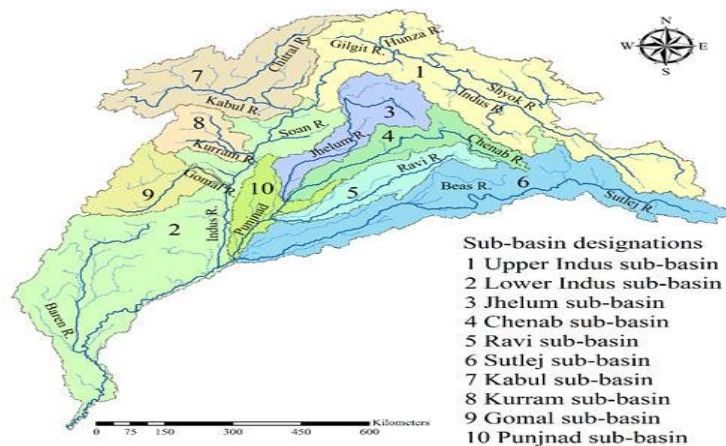 N
W E
S
Hunza R.
Gilgit R.
Chitral R.
7
1
Shyok R.
Kabul R.
Indus R.
8
Soan R.
3
Kurram R.
Jhelum R.
4
Chenab R.
Gomal R.
10
Ravi R.
9
5
Beas R.
6
2
Indus R.
Punjnad
Sutlej R.
Buren R.
Sub-basin designations
1 Upper Indus sub-basin
2 Lower Indus sub-basin
3 Jhelum sub-basin
4 Chenab sub-basin
5 Ravi sub-basin
6 Sutlej sub-basin
7 Kabul sub-basin
8 Kurram sub-basin
9 Gomal sub-basin
10 Punjnad sub-basin
Kilometers
0 75 150 300 450 600